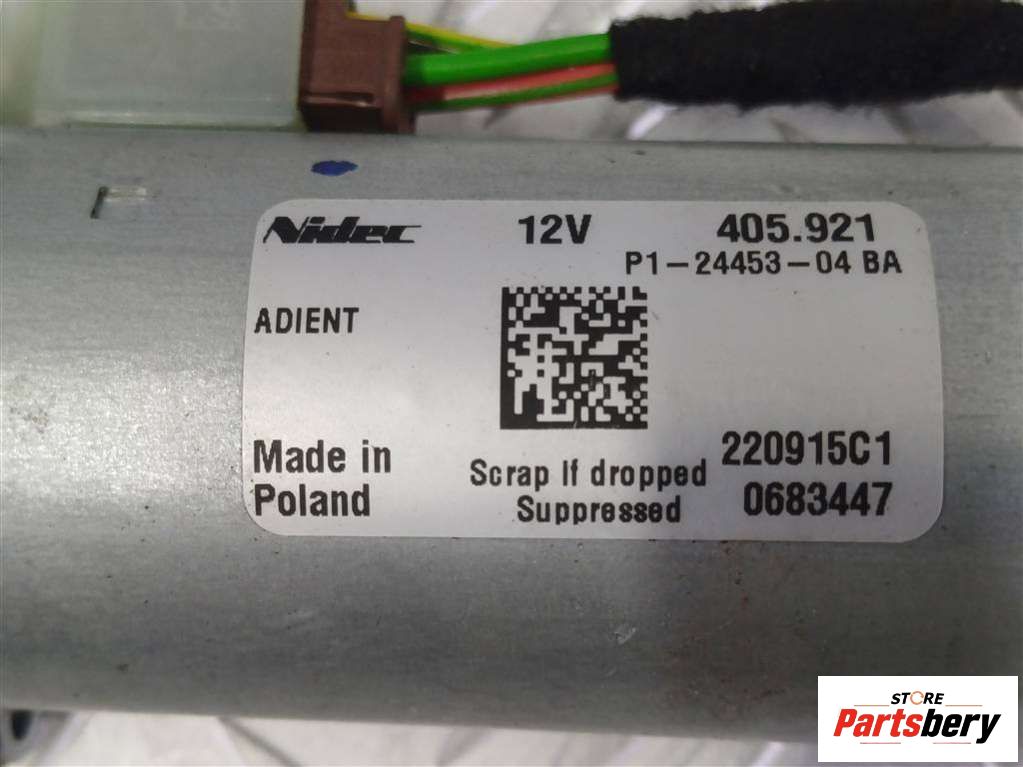 Nidec 12V 405.921
P1-24453-04 BA
ADIENT
Made in
Poland
Scrap If dropped
Suppressed
220915C1
0683447
STORE
Partsbery